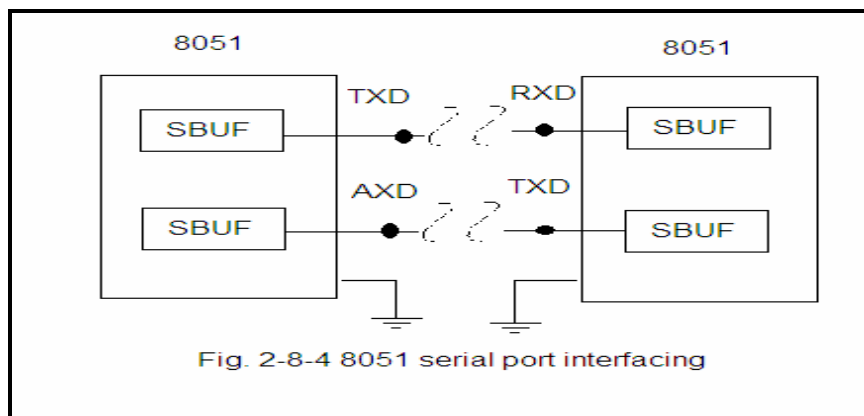 8051 8051
TXD RXD
SBUF SBUF
AXD TXD
SBUF SBUF
Fig. 2-8-4 8051 serial port interfacing